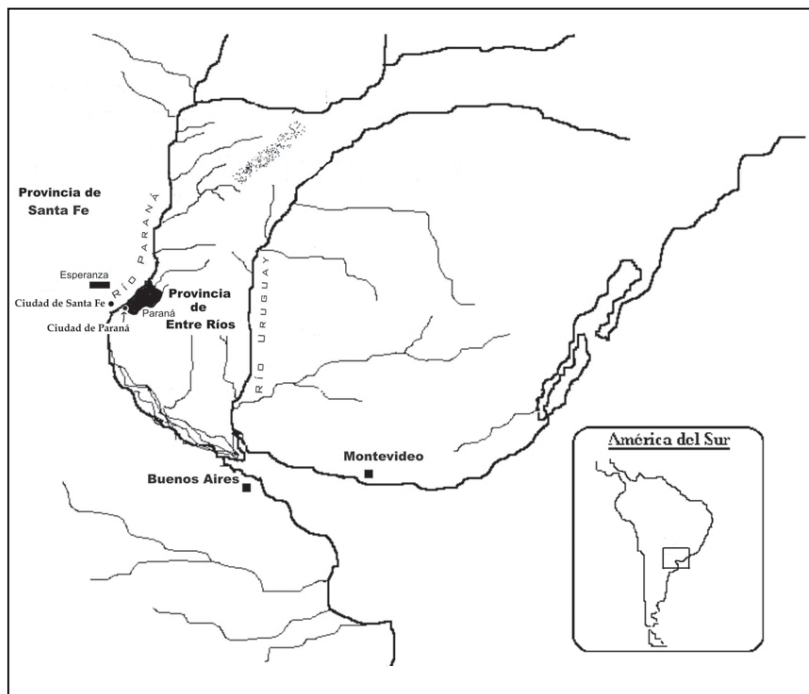 Provincia de
Santa Fe
RÍO PARANÁ
Esperanza
Ciudad de Santa Fe
Paraná
Ciudad de Paraná
Provincia
de
Entre Ríos
RÍO URUGUAY
Montevideo
Buenos Aires
América del Sur